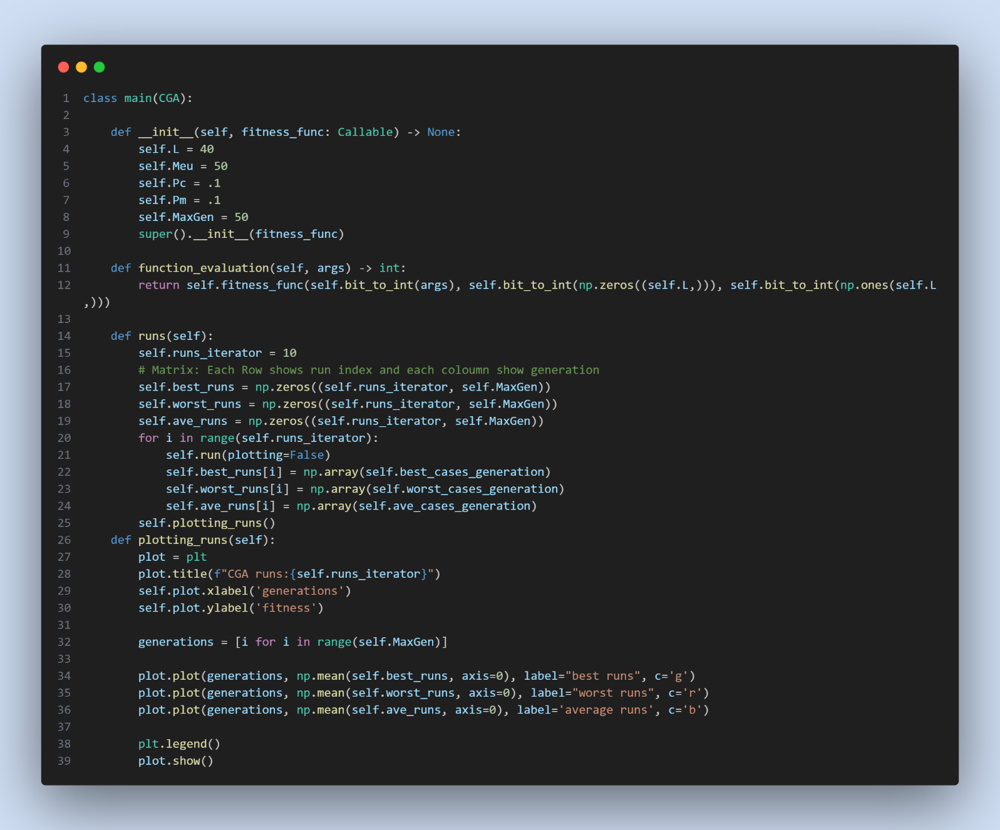 1 class main(CGA):
2
3     def __init__(self, fitness_func: Callable) -> None:
4         self.L = 40
5         self.Meu = 50
6         self.Pc = .1
7         self.Pm = .1
8         self.MaxGen = 50
9         super().__init__(fitness_func)
10
11     def function_evaluation(self, args) -> int:
12         return self.fitness_func(self.bit_to_int(args), self.bit_to_int(np.zeros((self.L,))), self.bit_to_int(np.ones(self.L
,)))
13
14     def runs(self):
15         self.runs_iterator = 10
16         # Matrix: Each Row shows run index and each coloumn show generation
17         self.best_runs = np.zeros((self.runs_iterator, self.MaxGen))
18         self.worst_runs = np.zeros((self.runs_iterator, self.MaxGen))
19         self.ave_runs = np.zeros((self.runs_iterator, self.MaxGen))
20         for i in range(self.runs_iterator):
21             self.run(plotting=False)
22             self.best_runs[i] = np.array(self.best_cases_generation)
23             self.worst_runs[i] = np.array(self.worst_cases_generation)
24             self.ave_runs[i] = np.array(self.ave_cases_generation)
25         self.plotting_runs()
26     def plotting_runs(self):
27         plot = plt
28         plot.title(f"CGA runs:{self.runs_iterator}")
29         self.plot.xlabel('generations')
30         self.plot.ylabel('fitness')
31
32         generations = [i for i in range(self.MaxGen)]
33
34         plot.plot(generations, np.mean(self.best_runs, axis=0), label="best runs", c='g')
35         plot.plot(generations, np.mean(self.worst_runs, axis=0), label="worst runs", c='r')
36         plot.plot(generations, np.mean(self.ave_runs, axis=0), label='average runs', c='b')
37
38         plt.legend()
39         plot.show()